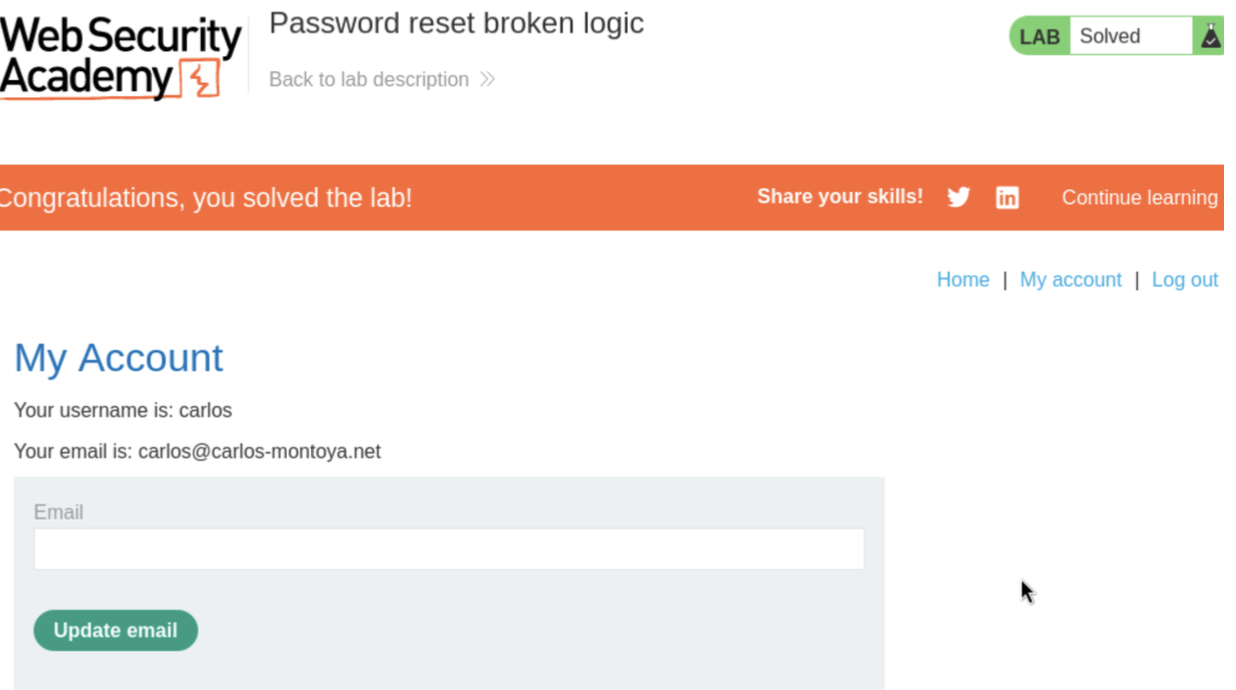 Web Security
Academy
Password reset broken logic
Back to lab description
LAB Solved
Congratulations, you solved the lab!
Share your skills!
Continue learning
Home | My account | Log out
My Account
Your username is: carlos
Your email is: carlos@carlos-montoya.net
Email
Update email